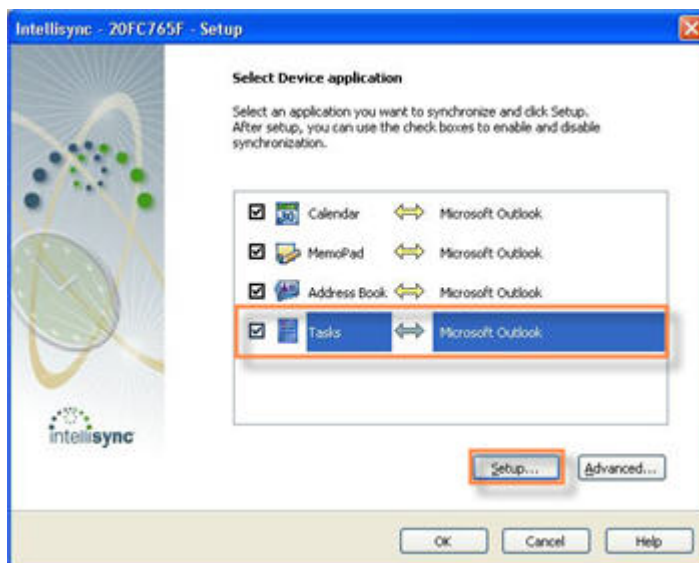 Intellisync - 20FC765F - Setup
Select Device application
Select an application you want to synchronize and click Setup.
After setup, you can use the check boxes to enable and disable
synchronization.
Calendar Microsoft Outlook
MemoPad Microsoft Outlook
Address Book Microsoft Outlook
Tasks Microsoft Outlook
intellisync
Setup... Advanced...
OK Cancel Help